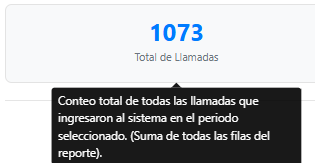 1073
Total de Llamadas
Conteo total de todas las llamadas que
ingresaron al sistema en el periodo
seleccionado. (Suma de todas las filas del
reporte).